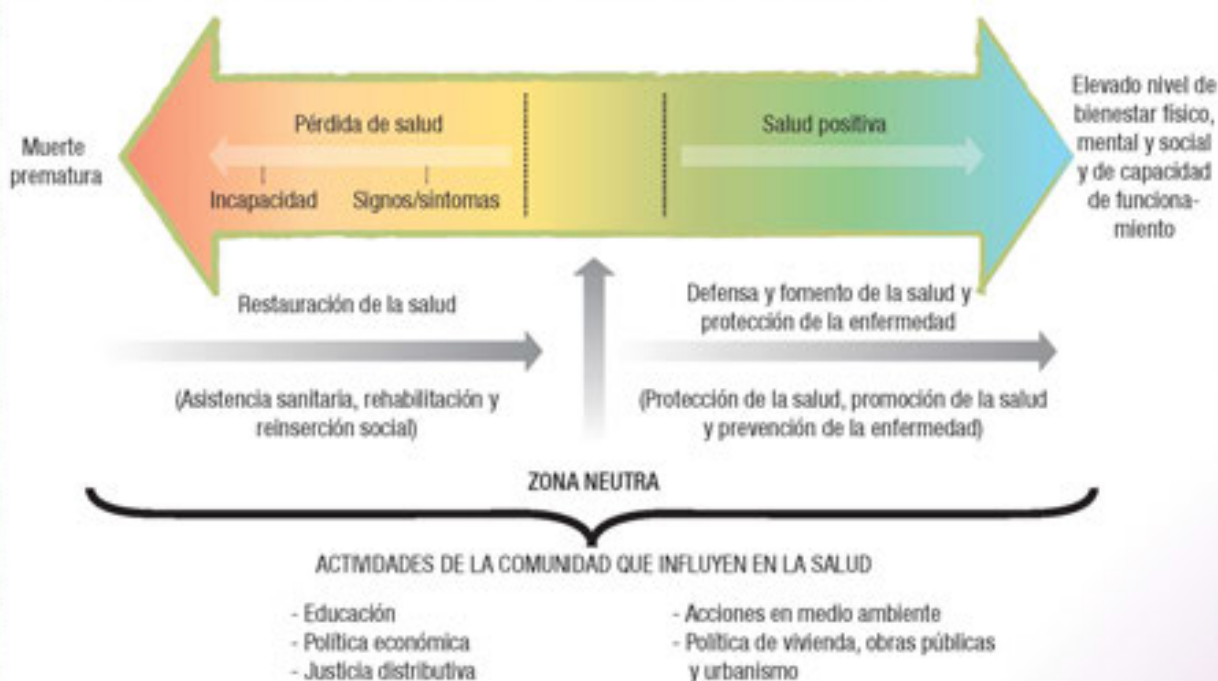 Muerte
prematura
Pérdida de salud
Incapacidad
Signos/síntomas
Salud positiva
Elevado nivel de
bienestar físico,
mental y social
y de capacidad
de funciona-
miento
Restauración de la salud
(Asistencia sanitaria, rehabilitación y
reinserción social)
Defensa y fomento de la salud y
protección de la enfermedad
(Protección de la salud, promoción de la salud
y prevención de la enfermedad)
ZONA NEUTRA
ACTIVIDADES DE LA COMUNIDAD QUE INFLUYEN EN LA SALUD
- Educación
- Política económica
- Justicia distributiva
- Acciones en medio ambiente
- Política de vivienda, obras públicas
y urbanismo